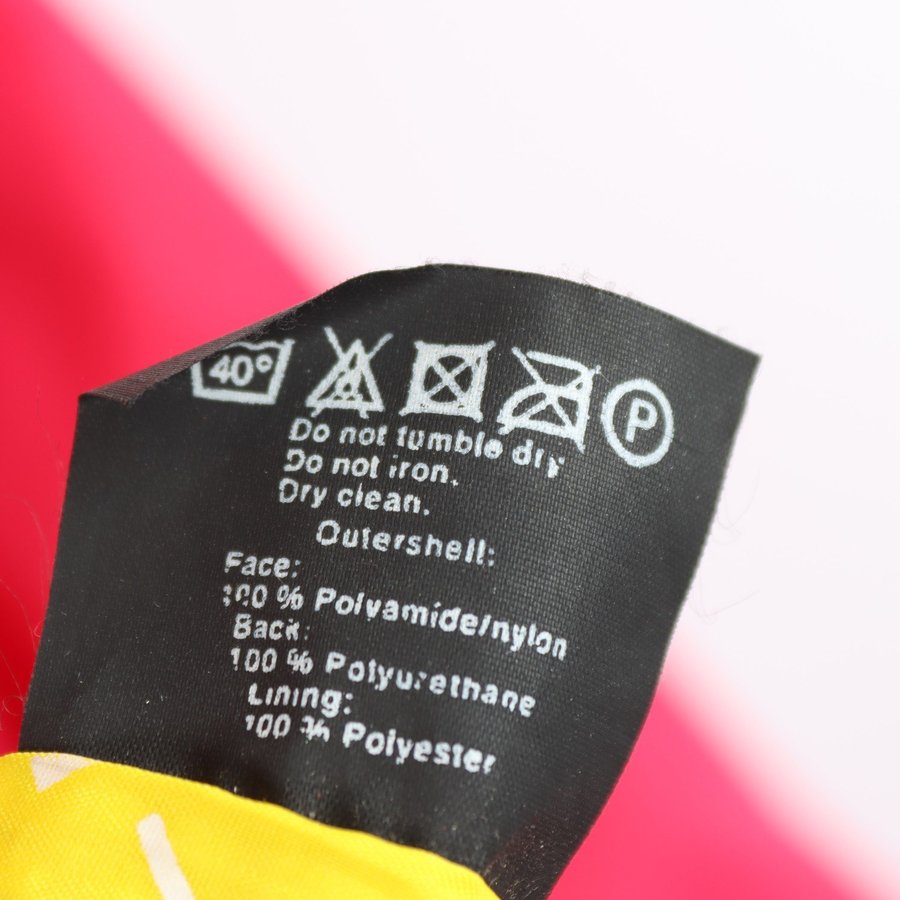 40°
P
Do not tumble dry
Do not iron.
Dry clean.
Outershell:
Face:
100 % Polyamide/nylon
Back:
100 % Polyurethane
Lining:
100 % Polyester